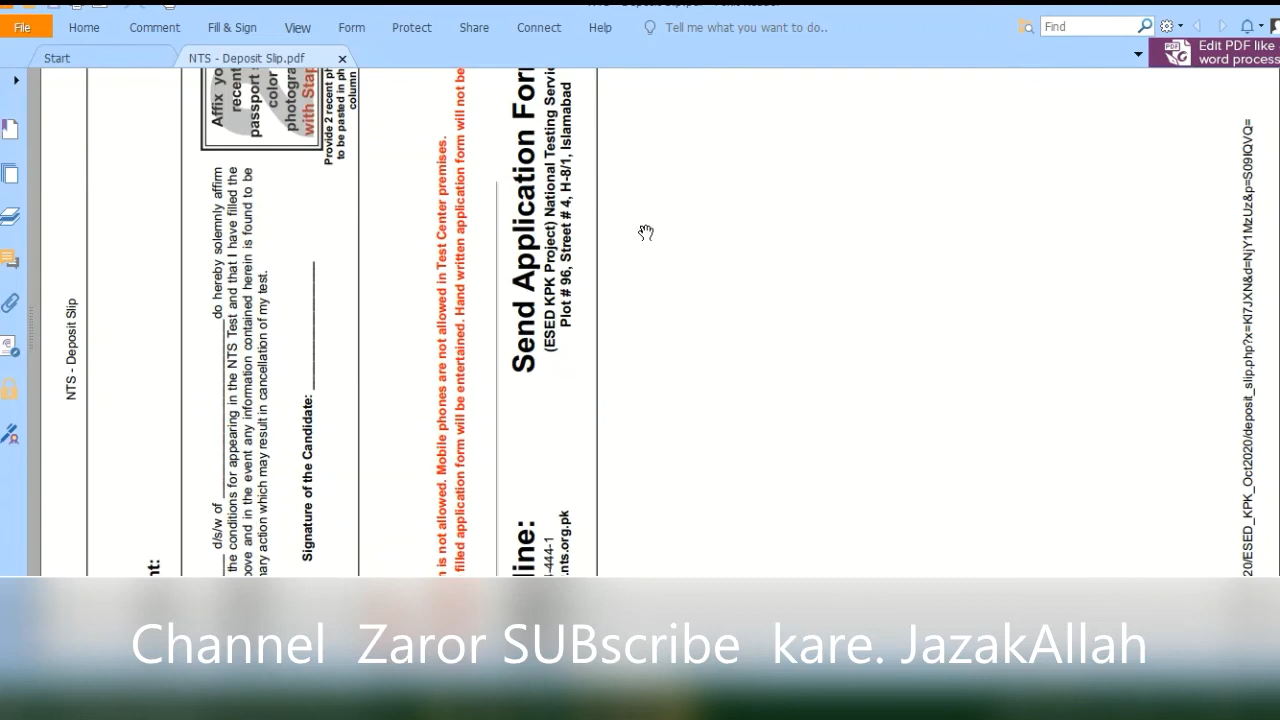 File Home Comment Fill & Sign View Form Protect Share Connect Help Tell me what you want to do.. Find
Edit PDF like
word process
Start NTS - Deposit Slip.pdf
NTS - Deposit Slip
d/s/w of do hereby solemnly affirm
the conditions for appearing in the NTS Test and that I have filled the
and in the event any information contained herein is found to be
action which may result in cancellation of my test.
Signature of the Candidate:
Affix
recent
passport
color
with
Provide 2 recent
to be pasted in
column
is not allowed. Mobile phones are not allowed in Test Center premises.
filled application form will be entertained. Hand written application form will not be
Send Application
(ESED KPK Project) National Testing
Plot # 96, Street # 4, H-8/1, Islamabad
-444-1
.nts.org.pk
20/ESED_KPK_Oct2020/deposit_slip.php?x=KI7JXN&d=NjY1MzUz&p=S09IQVQ=
Channel Zaror SUBscribe kare. JazakAllah